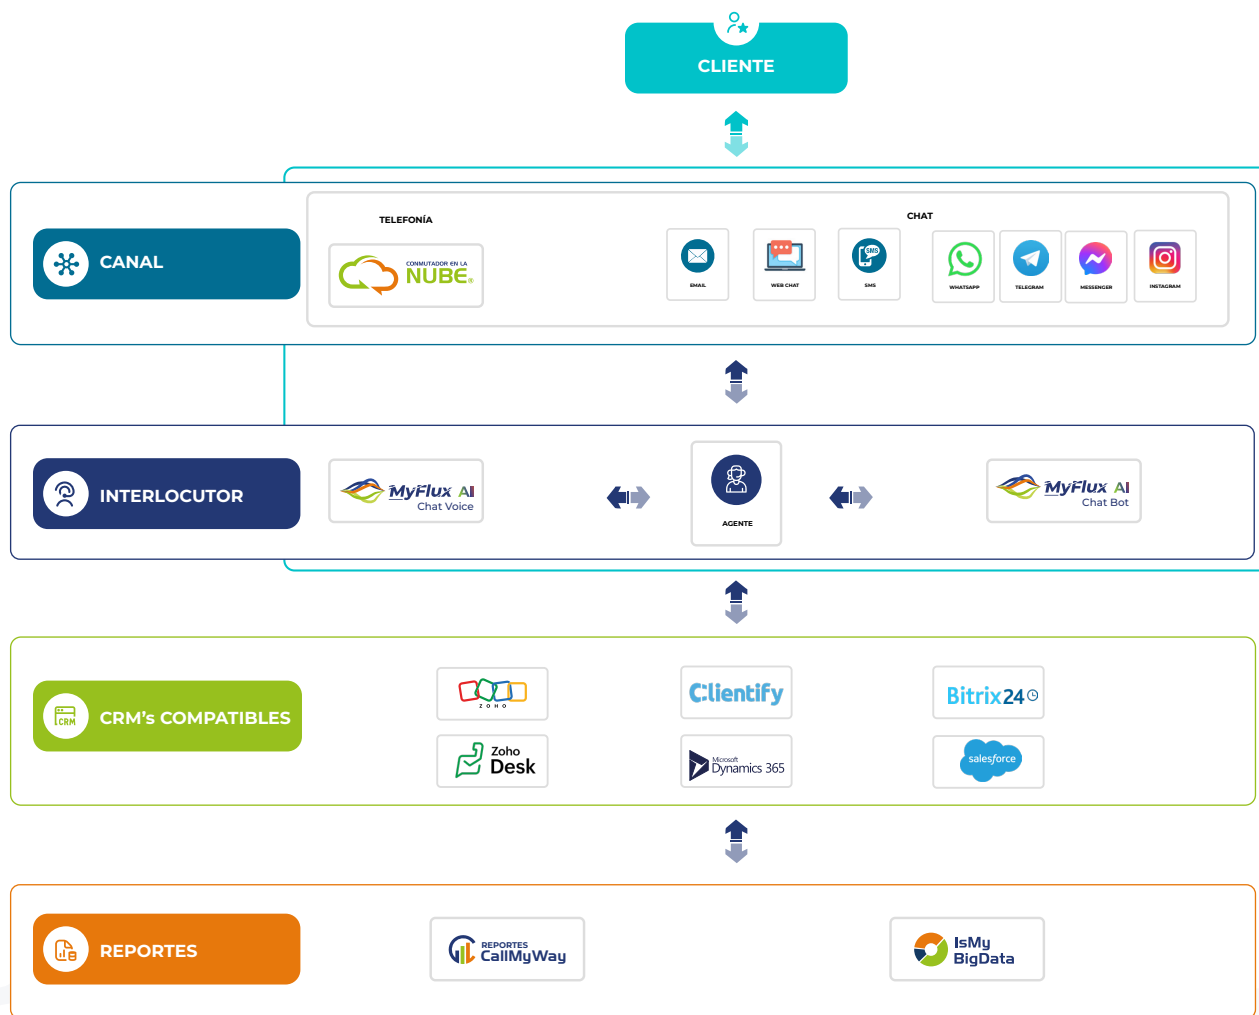 CLIENTE
CANAL
TELEFONÍA
CONMUTADOR EN LA
NUBE®
CHAT
EMAIL
WEB CHAT
SMS
SMS
WHATSAPP
TELEGRAM
MESSENGER
INSTAGRAM
INTERLOCUTOR
MyFlux AI
Chat Voice
AGENTE
MyFlux AI
Chat Bot
CRM
CRM's COMPATIBLES
ZOHO
Clientify
Bitrix24
Zoho
Desk
Microsoft
Dynamics 365
salesforce
REPORTES
REPORTES
CallMyWay
IsMy
BigData